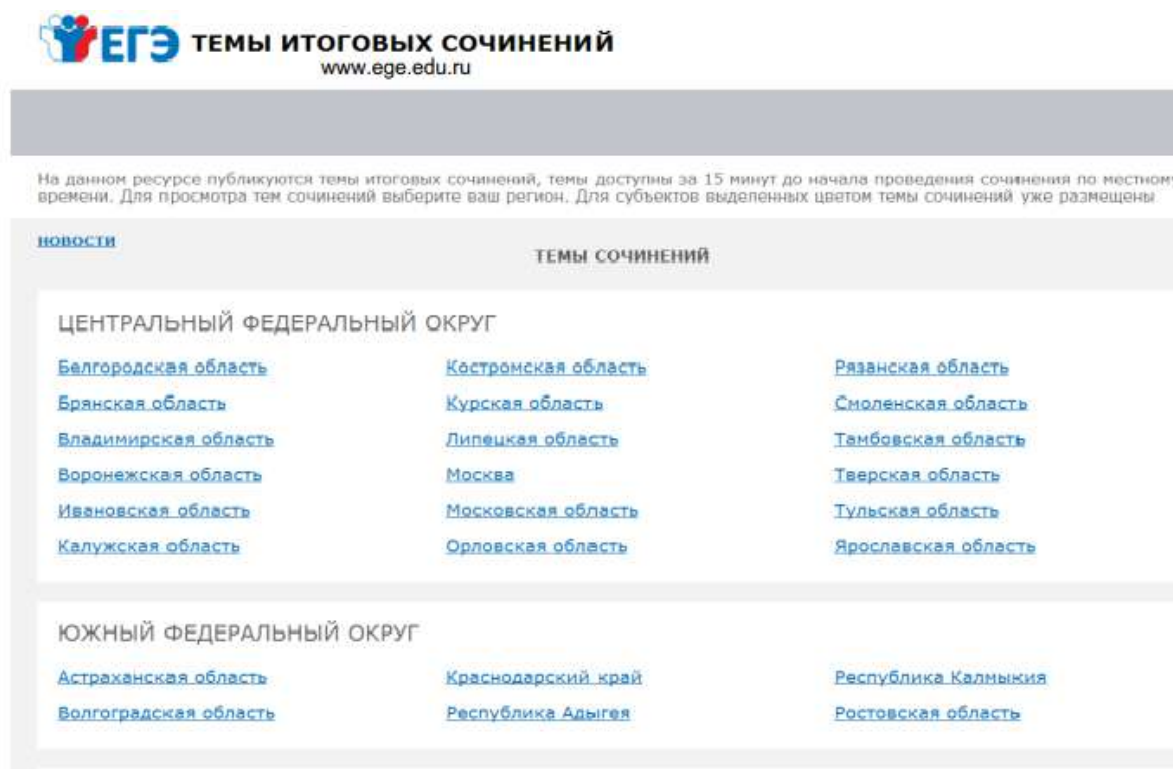 ЕГЭ ТЕМЫ ИТОГОВЫХ СОЧИНЕНИЙ
www.ege.edu.ru
На данном ресурсе публикуются темы итоговых сочинений, темы доступны за 15 минут до начала проведения сочинения по местному
времени. Для просмотра тем сочинений выберите ваш регион. Для субъектов выделенных цветом темы сочинений уже размещены
НОВОСТИ
ТЕМЫ СОЧИНЕНИЙ
ЦЕНТРАЛЬНЫЙ ФЕДЕРАЛЬНЫЙ ОКРУГ
Белгородская область Костромская область Рязанская область
Брянская область Курская область Смоленская область
Владимирская область Липецкая область Тамбовская область
Воронежская область Москва Тверская область
Ивановская область Московская область Тульская область
Калужская область Орловская область Ярославская область
ЮЖНЫЙ ФЕДЕРАЛЬНЫЙ ОКРУГ
Астраханская область Краснодарский край Республика Калмыкия
Волгоградская область Республика Адыгея Ростовская область